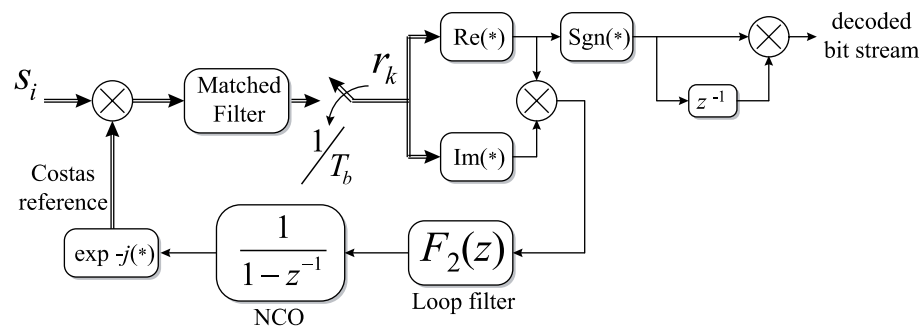 s_i
Matched
Filter
1/T_b
r_k
Re(*)
Sgn(*)
decoded
bit stream
z^{-1}
Im(*)
Costas
reference
exp -j(*)
1
1 - z^{-1}
NCO
F_2(z)
Loop filter